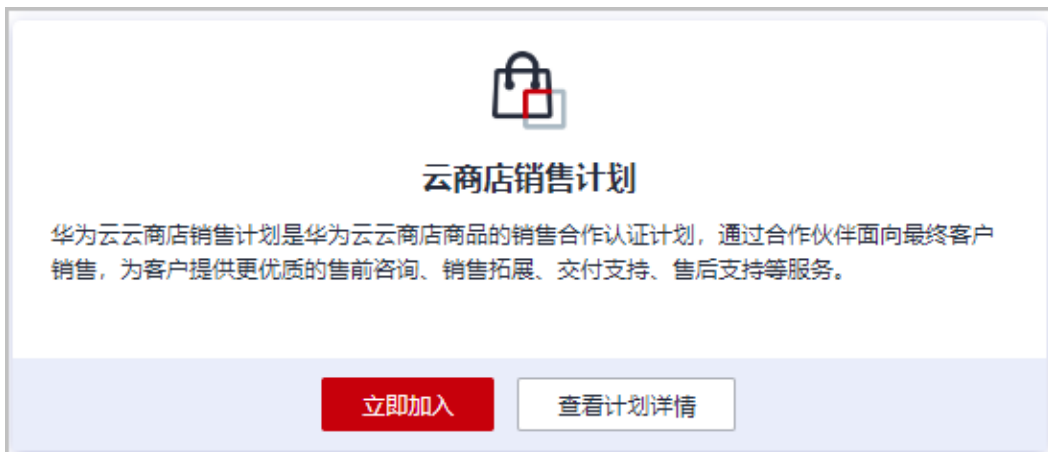 云商店销售计划
华为云云商店销售计划是华为云云商店商品的销售合作认证计划，通过合作伙伴面向最终客户
销售，为客户提供更优质的售前咨询、销售拓展、交付支持、售后支持等服务。
立即加入
查看计划详情